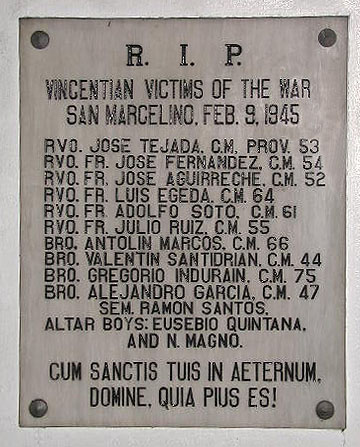 R. I. P.
VINCENTIAN VICTIMS OF THE WAR
SAN MARCELINO, FEB. 9, 1945
RVO. JOSE TEJADA, C.M. PROV. 53
RVO. FR. JOSE FERNANDEZ, C.M. 54
RVO. FR. JOSE AGUIRRECHE, C.M. 52
RVO. FR. LUIS EGEDA, C.M. 64
RVO. FR. ADOLFO SOTO, C.M. 61
RVO. FR. JULIO RUIZ, C.M. 55
BRO. ANTOLIN MARCOS, C.M. 66
BRO. VALENTIN SANTIDRIAN, C.M. 44
BRO. GREGORIO INDURAIN, C.M. 75
BRO. ALEJANDRO GARCIA, C.M. 47
SEM. RAMON SANTOS,
ALTAR BOYS: EUSEBIO QUINTANA,
AND N. MAGNO.
CUM SANCTIS TUIS IN AETERNUM,
DOMINE, QUIA PIUS ES!